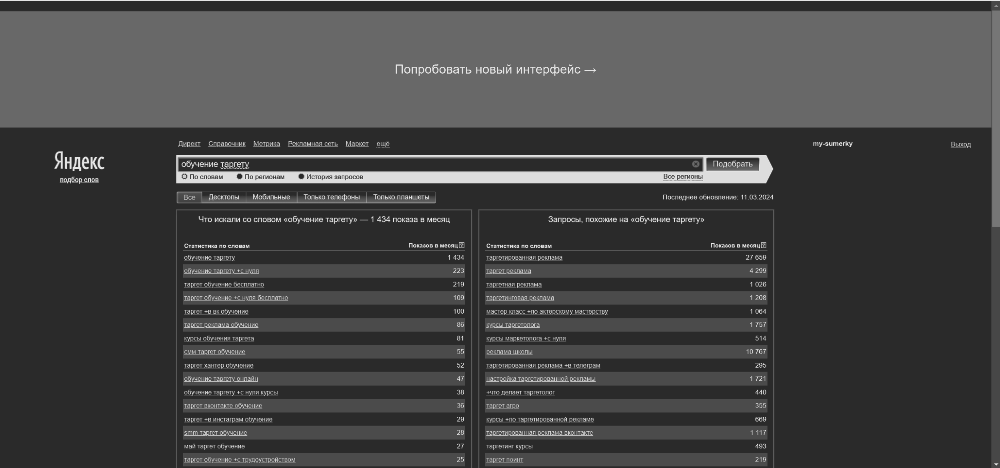 Попробовать новый интерфейс →
Директ Справочник Метрика Рекламная сеть Маркет ещё
my-sumerky
Выход
Яндекс
подбор слов
обучение таргету
Подобрать
По словам По регионам История запросов
Все регионы
Все Десктопы Мобильные Только телефоны Только планшеты
Последнее обновление: 11.03.2024
Что искали со словом «обучение таргету» — 1 434 показа в месяц
Статистика по словам Показов в месяц ?
обучение таргету 1 434
обучение таргету +с нуля 223
таргет обучение бесплатно 219
таргет обучение +с нуля бесплатно 109
таргет +в вк обучение 100
таргет реклама обучение 86
курсы обучения таргета 81
смм таргет обучение 55
таргет хантер обучение 52
обучение таргету онлайн 47
обучение таргету +с нуля курсы 38
таргет вконтакте обучение 36
таргет +в инстаграм обучение 29
smm таргет обучение 28
май таргет обучение 27
таргет обучение +с трудоустройством 25
Запросы, похожие на «обучение таргету»
Статистика по словам Показов в месяц ?
таргетированная реклама 27 659
таргет реклама 4 299
таргетная реклама 1 026
таргетинговая реклама 1 208
мастер класс +по актерскому мастерству 1 064
курсы таргетолога 1 757
курсы маркетолога +с нуля 514
реклама школы 10 767
таргетированная реклама +в телеграм 295
настройка таргетированной рекламы 1 721
+что делает таргетолог 440
таргет агро 355
курсы +по таргетированной рекламе 669
таргетированная реклама вконтакте 1 117
таргетинг курсы 493
таргет поинт 219